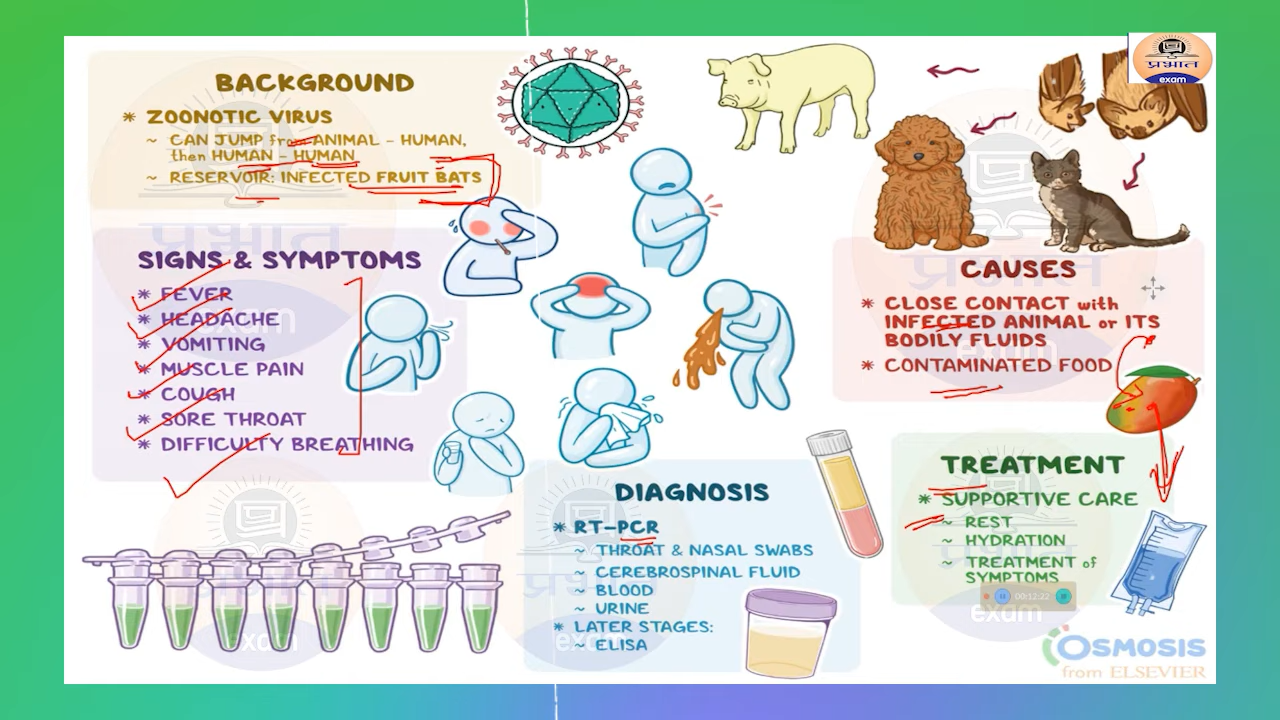 प्रभात
exam
BACKGROUND
* ZOONOTIC VIRUS
~ CAN JUMP from ANIMAL - HUMAN,
then HUMAN - HUMAN
~ RESERVOIR: INFECTED FRUIT BATS
SIGNS & SYMPTOMS
* FEVER
* HEADACHE
* VOMITING
* MUSCLE PAIN
* COUGH
* SORE THROAT
* DIFFICULTY BREATHING
CAUSES
* CLOSE CONTACT with
INFECTED ANIMAL or ITS
BODILY FLUIDS
* CONTAMINATED FOOD
DIAGNOSIS
* RT-PCR
~ THROAT & NASAL SWABS
~ CEREBROSPINAL FLUID
~ BLOOD
~ URINE
* LATER STAGES:
~ ELISA
TREATMENT
* SUPPORTIVE CARE
~ REST
~ HYDRATION
~ TREATMENT of
SYMPTOMS
00:12:22
OSMOSIS
from ELSEVIER